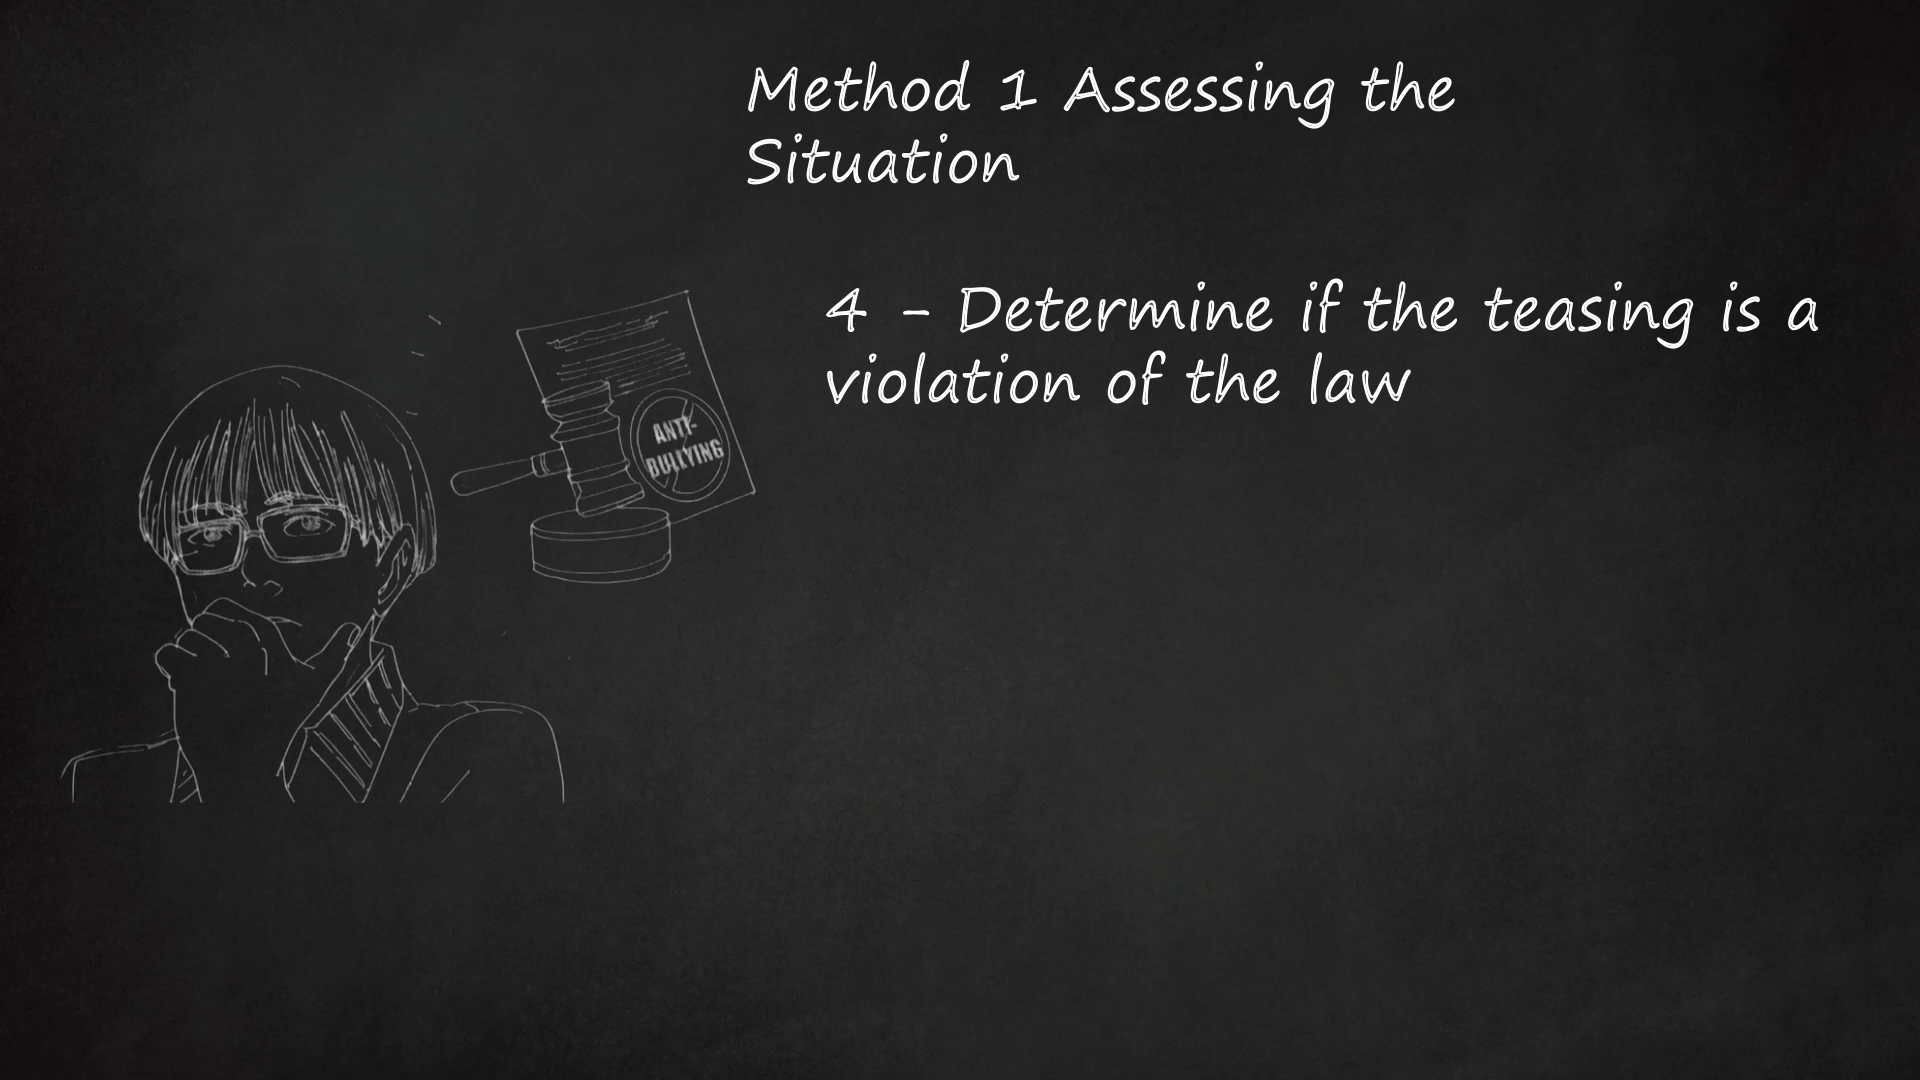 Method 1 Assessing the
Situation
4 - Determine if the teasing is a
violation of the law
ANTI-
BULLYING